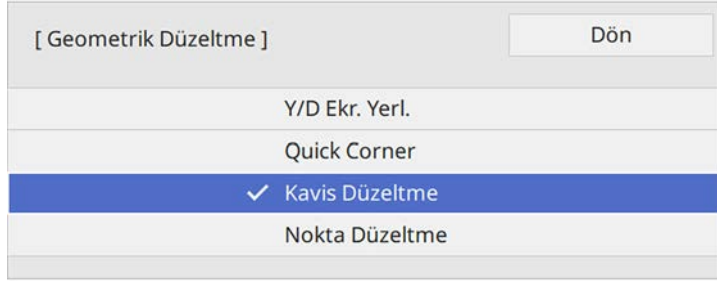 [ Geometrik Düzeltme ]
Dön
Y/D Ekr. Yerl.
Quick Corner
Kavis Düzeltme
Nokta Düzeltme